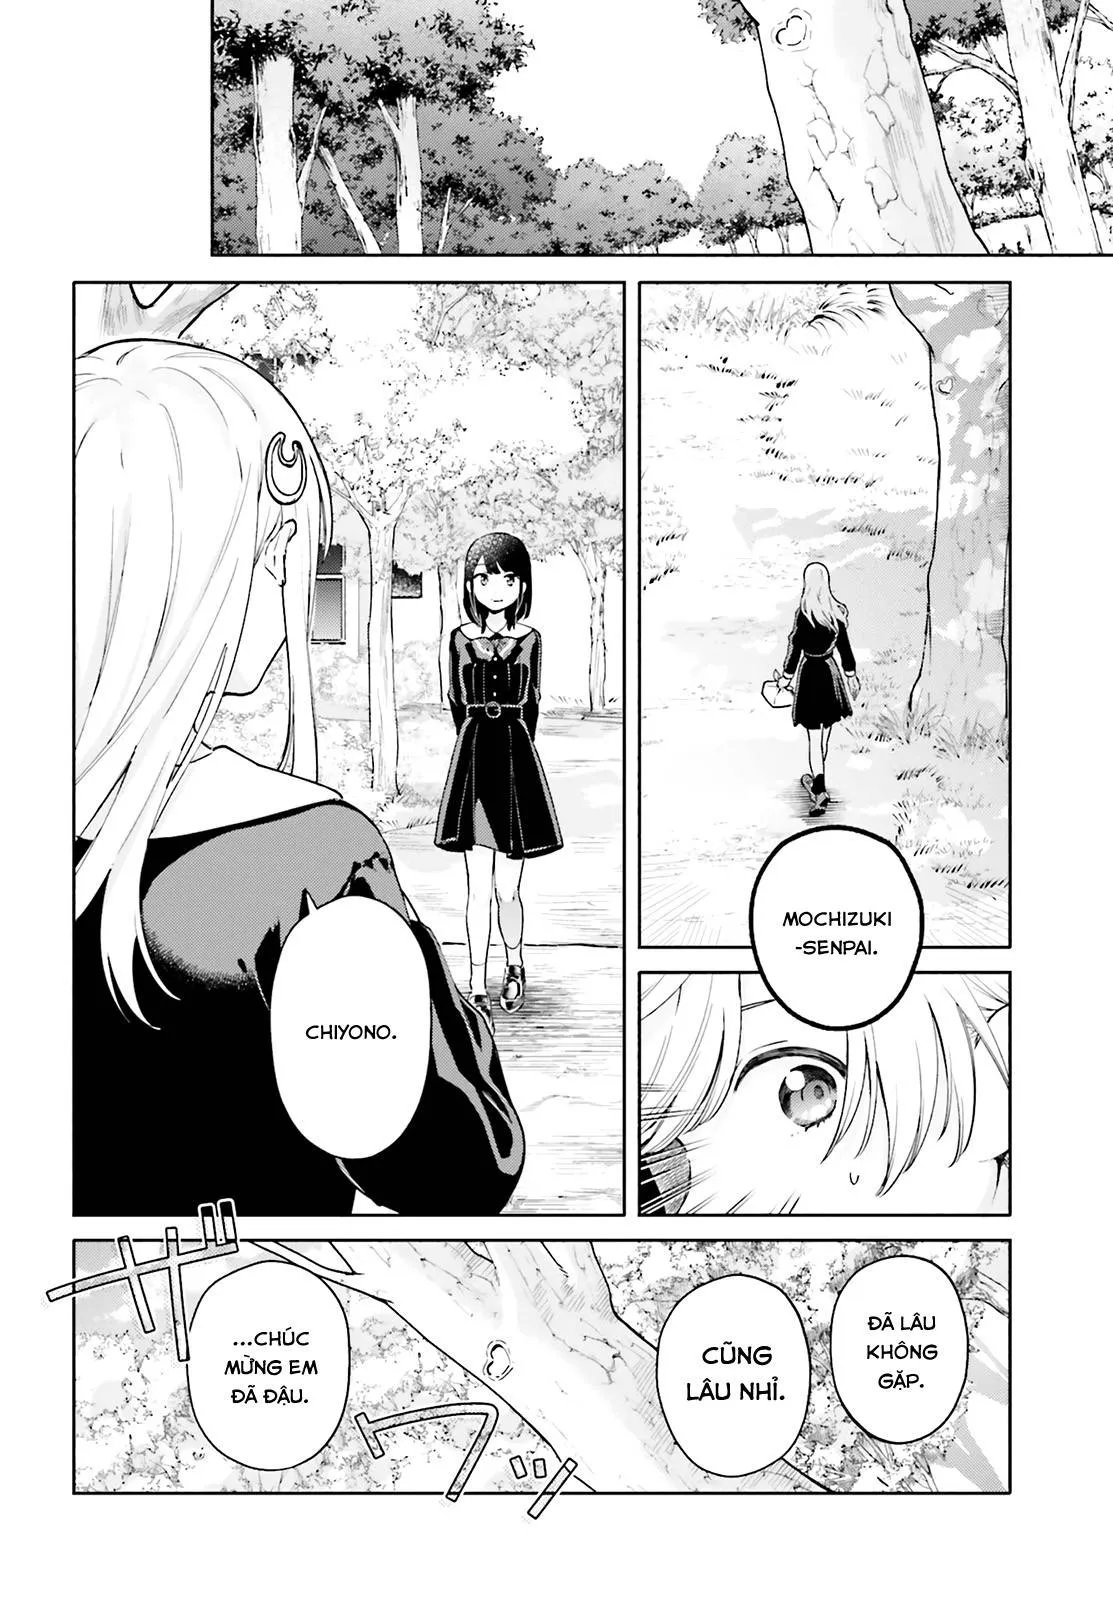 MOCHIZUKI
-SENPAI.
CHIYONO.
ĐÃ LÂU
KHÔNG
GẶP.
CŨNG
LÂU NHỈ.
...CHÚC
MỪNG EM
ĐÃ ĐẬU.